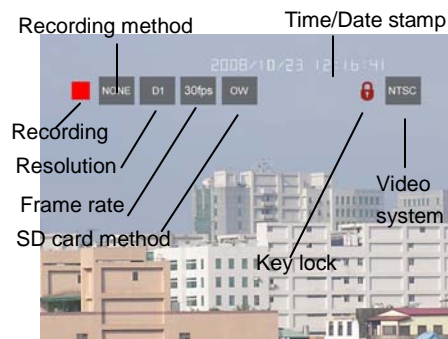 Recording method
Time/Date stamp
2008/10/23 12:16:41
NONE D1 30fps OW NTSC
Recording
Resolution
Frame rate
SD card method
Key lock
Video
system